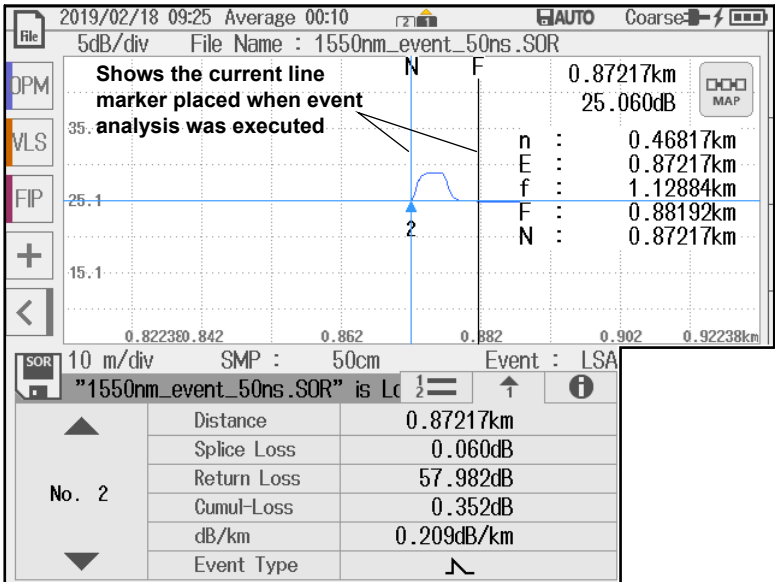 2019/02/18 09:25 Average 00:10 2 1 AUTO Coarse
File
5dB/div File Name : 1550nm_event_50ns.SOR
OPM
VLS
FIP
+
<
Shows the current line
marker placed when event
analysis was executed
N F
0.87217km
25.060dB
MAP
n : 0.46817km
E : 0.87217km
f : 1.12884km
F : 0.88192km
N : 0.87217km
35.
25.1
15.1
2
0.82238 0.842 0.862 0.882 0.902 0.92238km
SOR
10 m/div SMP : 50cm Event : LSA
"1550nm_event_50ns.SOR" is Lo
1
2
1
i
No. 2
Distance 0.87217km
Splice Loss 0.060dB
Return Loss 57.982dB
Cumul-Loss 0.352dB
dB/km 0.209dB/km
Event Type